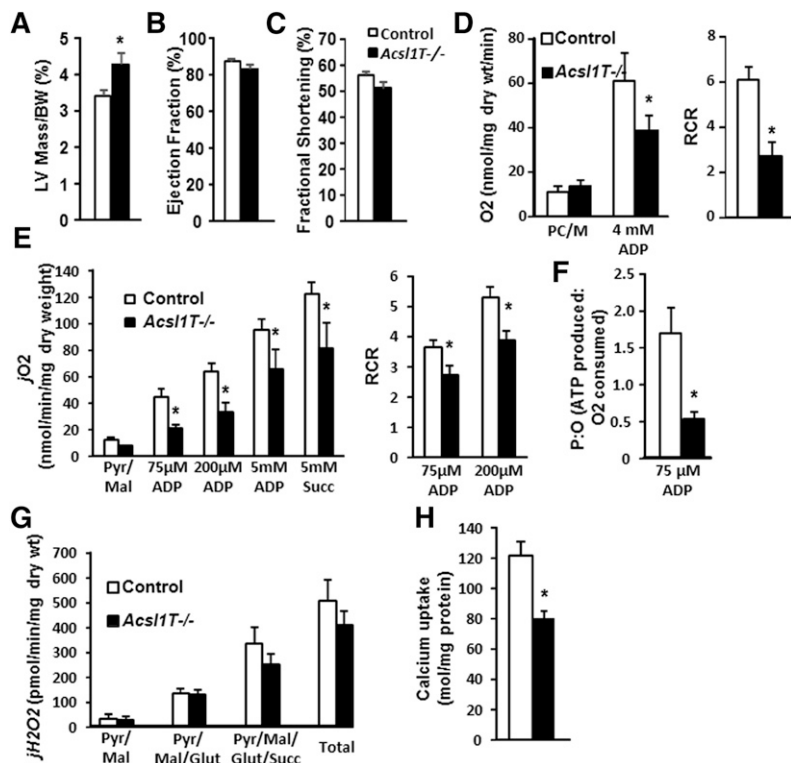 A
LV Mass/BW (%)
5
4
3
2
1
0
*
B
Ejection Fraction (%)
100
80
60
40
20
0
C
Fractional Shortening (%)
70
60
50
40
30
20
10
0
Control
Acsl1T-/-
D
O2 (nmol/mg dry wt/min)
80
60
40
20
0
Control
Acsl1T-/-
*
PC/M
4 mM
ADP
RCR
8
6
4
2
0
*
E
jO2
(nmol/min/mg dry weight)
140
120
100
80
60
40
20
0
Control
Acsl1T-/-
*
*
*
*
Pyr/
Mal
75µM
ADP
200µM
ADP
5mM
ADP
5mM
Succ
RCR
6
5
4
3
2
1
0
*
*
75µM
ADP
200µM
ADP
F
P:O (ATP produced:
O2 consumed)
2.5
2.0
1.5
1.0
0.5
0
*
75 µM
ADP
G
jH2O2 (pmol/min/mg dry wt)
700
600
500
400
300
200
100
0
Control
Acsl1T-/-
Pyr/
Mal
Pyr/
Mal/Glut
Pyr/Mal/
Glut/Succ
Total
H
Calcium uptake
(mol/mg protein)
140
120
100
80
60
40
20
0
*